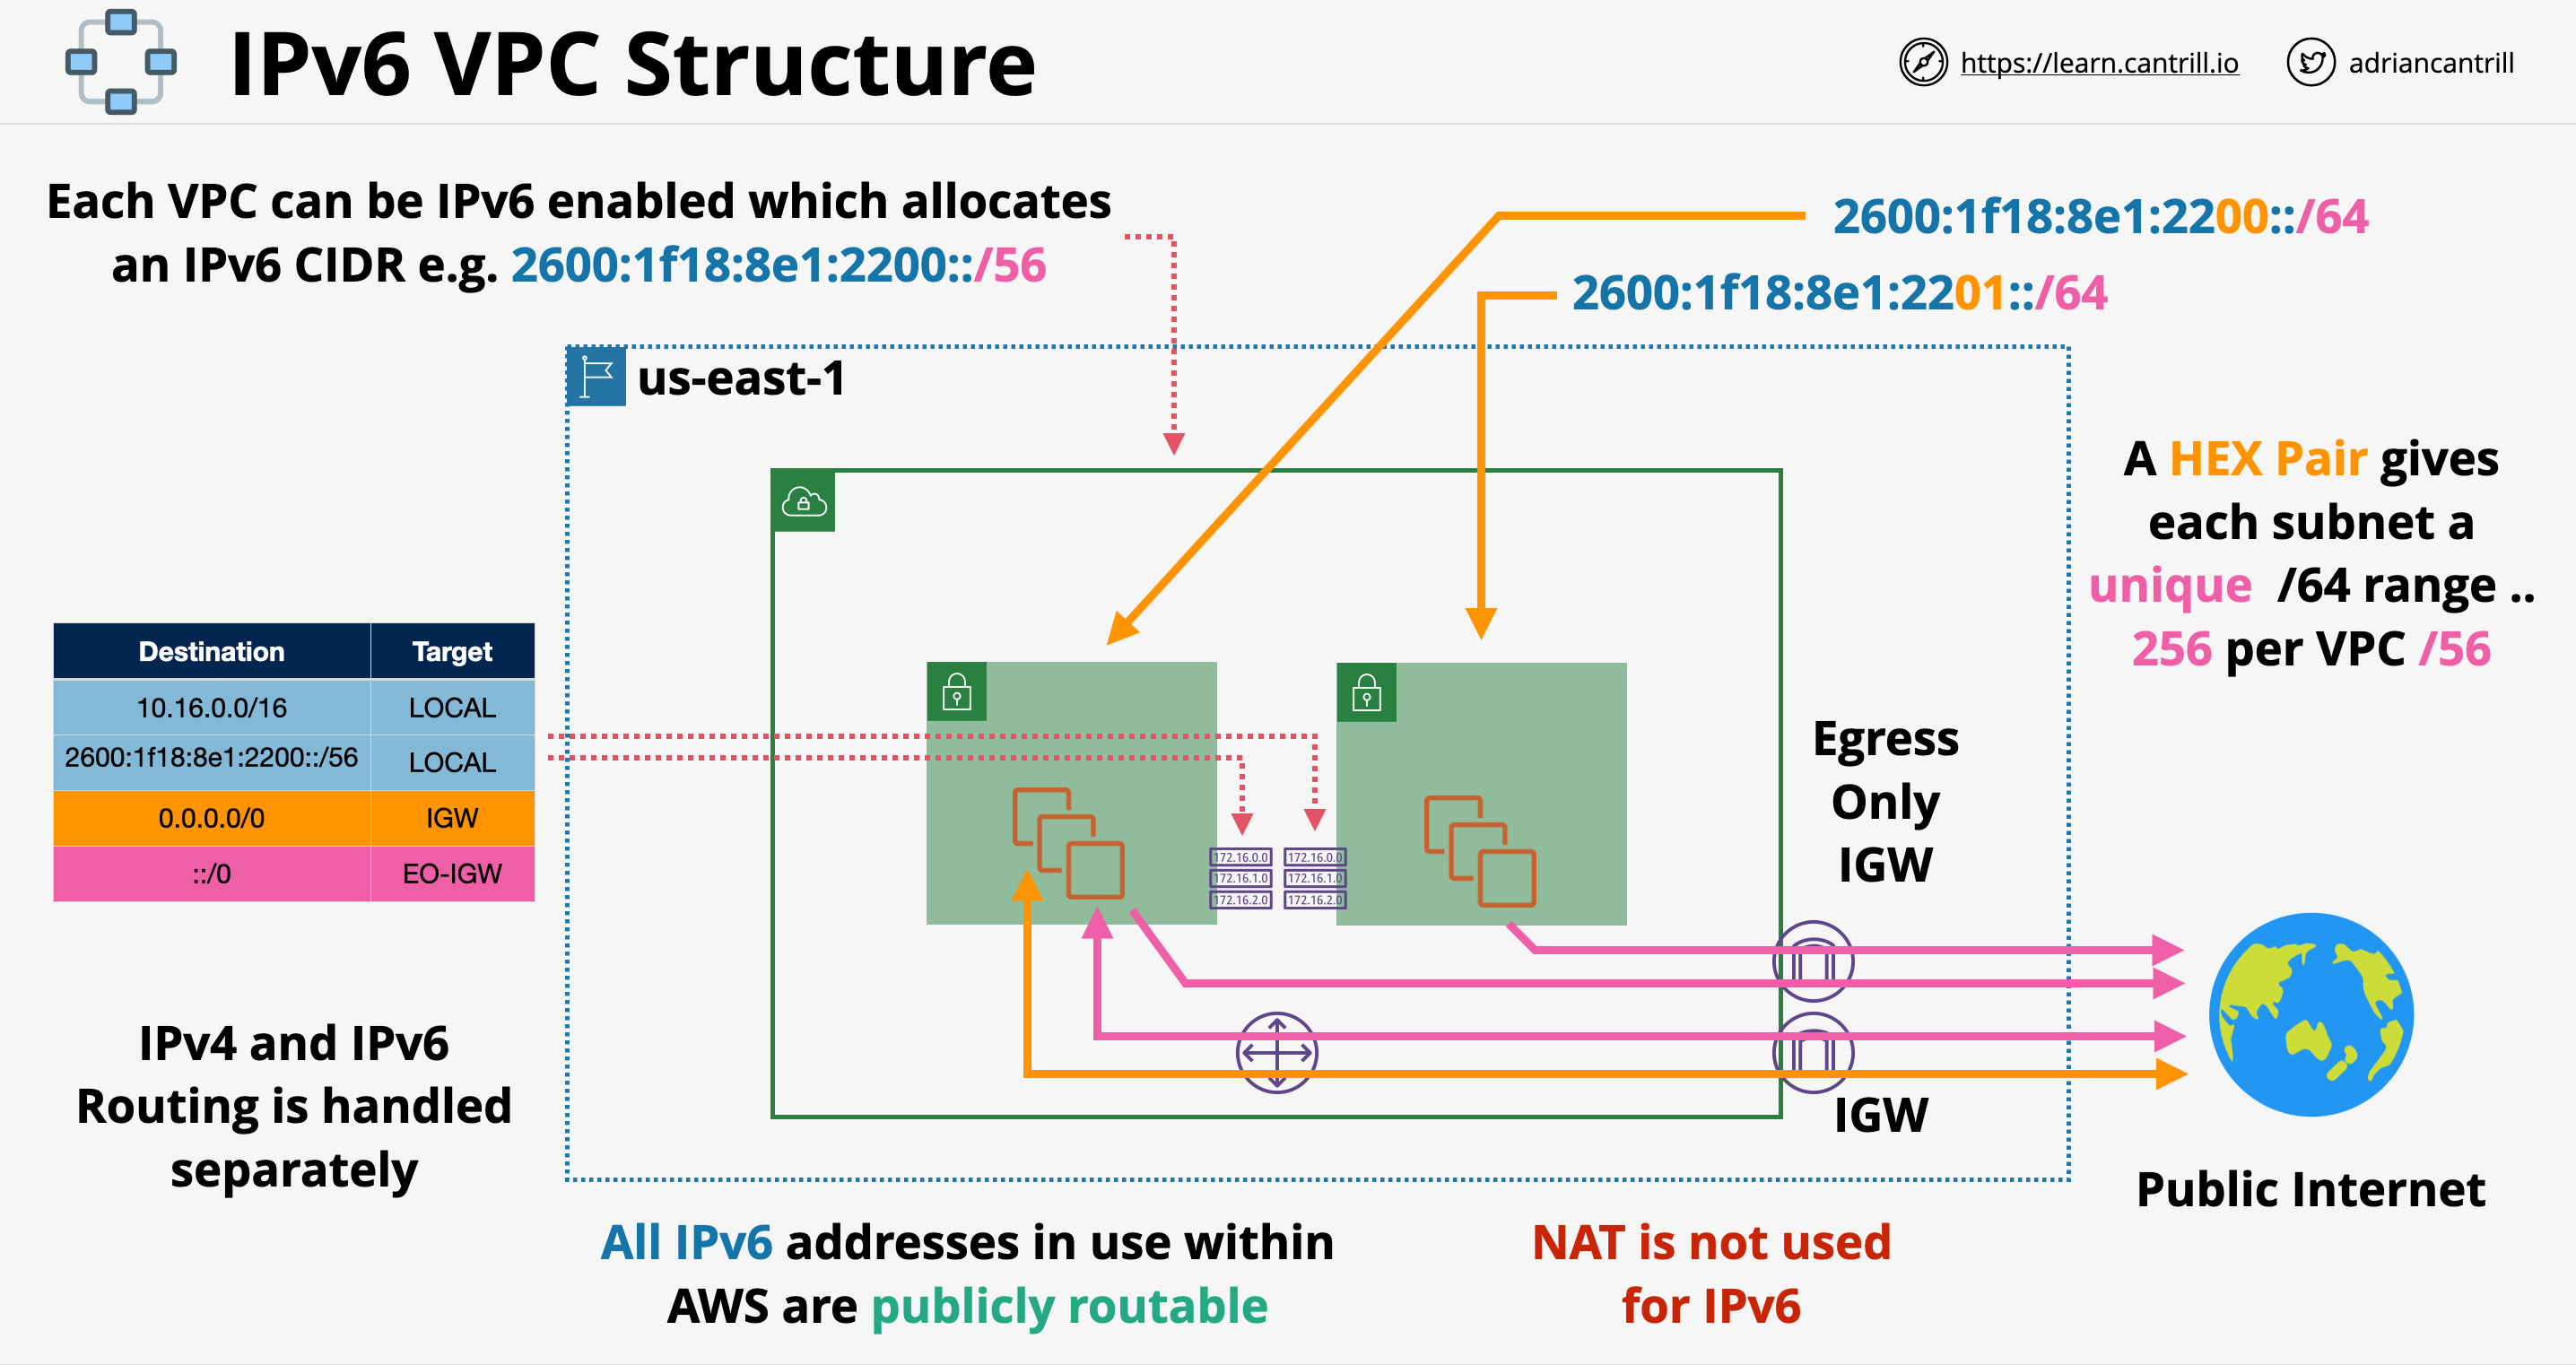 IPv6 VPC Structure
https://learn.cantrill.io
adriancantrill
Each VPC can be IPv6 enabled which allocates
an IPv6 CIDR e.g. 2600:1f18:8e1:2200::/56
2600:1f18:8e1:2200::/64
2600:1f18:8e1:2201::/64
us-east-1
A HEX Pair gives
each subnet a
unique /64 range ..
256 per VPC /56
Destination Target
10.16.0.0/16 LOCAL
2600:1f18:8e1:2200::/56 LOCAL
0.0.0.0/0 IGW
::/0 EO-IGW
172.16.0.0
172.16.1.0
172.16.2.0
172.16.0.0
172.16.1.0
172.16.2.0
Egress
Only
IGW
IGW
IPv4 and IPv6
Routing is handled
separately
Public Internet
All IPv6 addresses in use within
AWS are publicly routable
NAT is not used
for IPv6